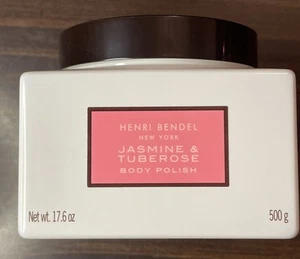 HENRI BENDEL
NEW YORK
JASMINE &
TUBEROSE
BODY POLISH
Net wt. 17.6 oz
500 g